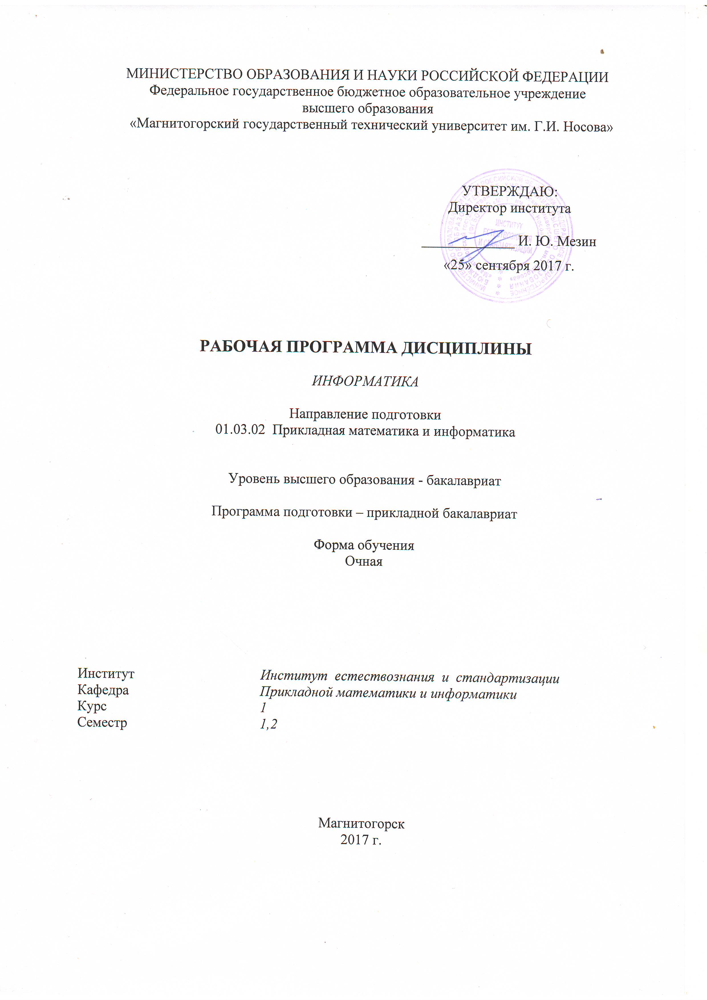 МИНИСТЕРСТВО ОБРАЗОВАНИЯ И НАУКИ РОССИЙСКОЙ ФЕДЕРАЦИИ
Федеральное государственное бюджетное образовательное учреждение
высшего образования
«Магнитогорский государственный технический университет им. Г.И. Носова»
УТВЕРЖДАЮ:
Директор института
ИНСТИТУТ
ЕСТЕСТВОЗНАНИЯ
И СТАНДАРТИЗАЦИИ
И. Ю. Мезин
«25» сентября 2017 г.
РАБОЧАЯ ПРОГРАММА ДИСЦИПЛИНЫ
ИНФОРМАТИКА
Направление подготовки
01.03.02 Прикладная математика и информатика
Уровень высшего образования - бакалавриат
Программа подготовки – прикладной бакалавриат
Форма обучения
Очная
Институт Институт естествознания и стандартизации
Кафедра Прикладной математики и информатики
Курс 1
Семестр 1,2
Магнитогорск
2017 г.